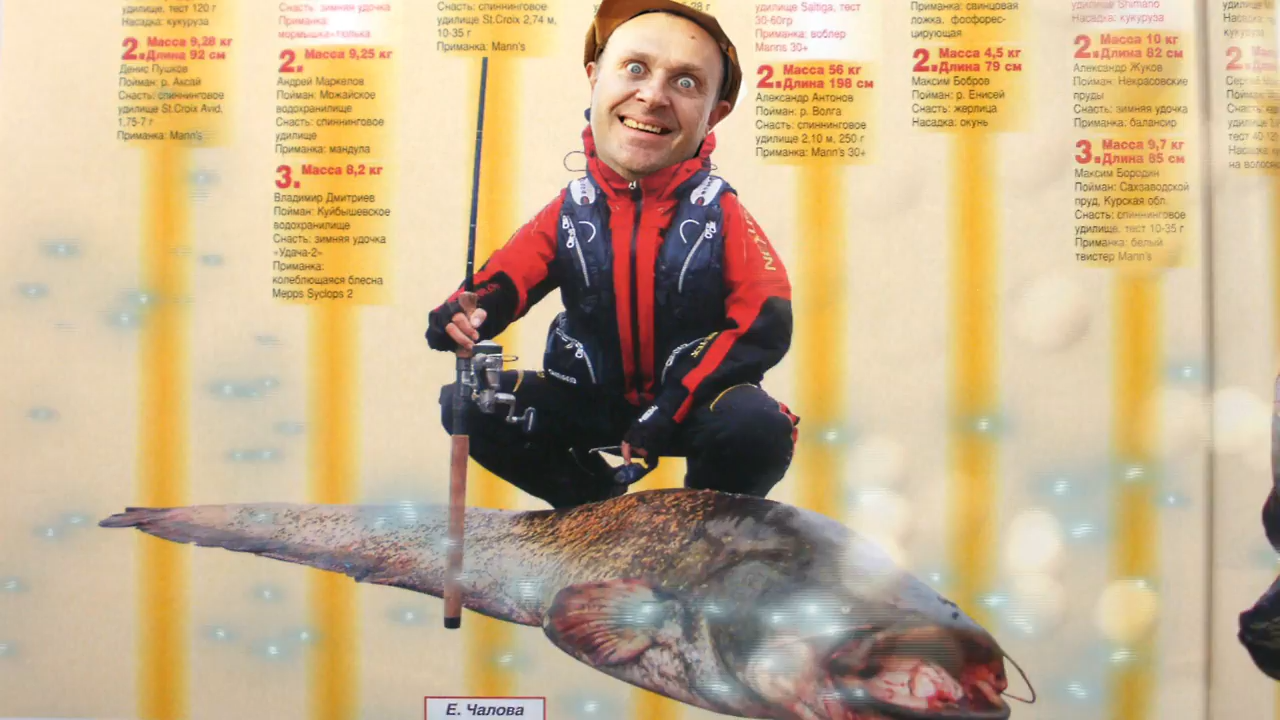 удилище, тест 120 г
Насадка: кукуруза
2. Масса 9,28 кг
Длина 92 см
Денис Пушков
Пойман: р. Аксай
Снасть: спиннинговое
удилище St.Croix Avid,
1,75-7 г
Приманка: Mann's
Снасть: зимняя удочка
Приманка:
мормышка+тюлька
2. Масса 9,25 кг
Андрей Маркелов
Пойман: Можайское
водохранилище
Снасть: спиннинговое
удилище
Приманка: мандула
3. Масса 8,2 кг
Владимир Дмитриев
Пойман: Куйбышевское
водохранилище
Снасть: зимняя удочка
«Удача-2»
Приманка:
колеблющаяся блесна
Mepps Syclops 2
Снасть: спиннинговое
удилище St.Croix 2,74 м,
10-35 г
Приманка: Mann's
удилище Saltiga, тест
30-60гр
Приманка: воблер
Manns 30+
2. Масса 56 кг
Длина 198 см
Александр Антонов
Пойман: р. Волга
Снасть: спиннинговое
удилище 2,10 м, 250 г
Приманка: Mann's 30+
Приманка: свинцовая
ложка, фосфорес-
цирующая
2. Масса 4,5 кг
Длина 79 см
Максим Бобров
Пойман: р. Енисей
Снасть: жерлица
Насадка: окунь
удилище Shimano
Насадка: кукуруза
2. Масса 10 кг
Длина 82 см
Александр Жуков
Пойман: Некрасовские
пруды
Снасть: зимняя удочка
Приманка: балансир
3. Масса 9,7 кг
Длина 85 см
Максим Бородин
Пойман: Сахзаводской
пруд, Курская обл.
Снасть: спиннинговое
удилище, тест 10-35 г
Приманка: белый
твистер Mann's
2.
Е. Чалова